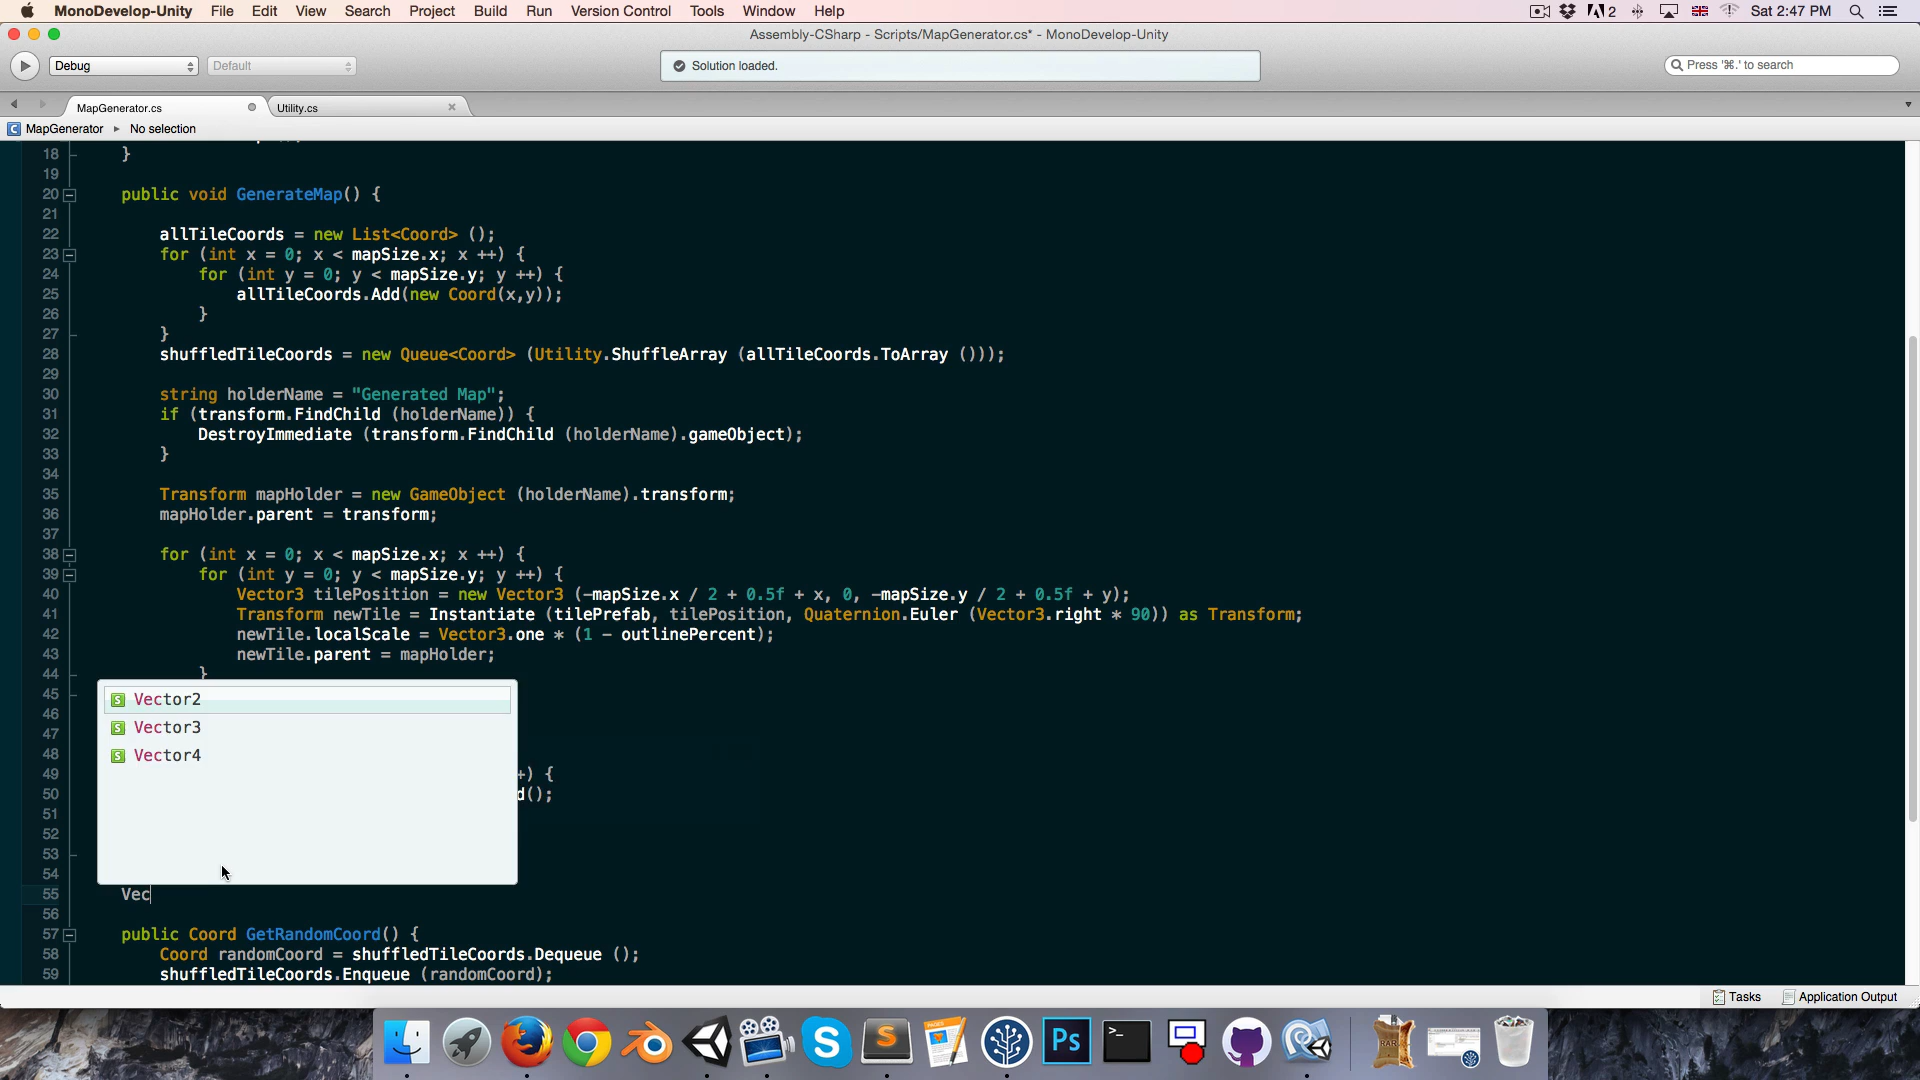 MonoDevelop-Unity File Edit View Search Project Build Run Version Control Tools Window Help 2 Sat 2:47 PM
Assembly-CSharp - Scripts/MapGenerator.cs* - MonoDevelop-Unity
Debug Default Solution loaded. Press '⌘.' to search
MapGenerator.cs Utility.cs
C MapGenerator No selection
18 }
19
20 public void GenerateMap() {
21
22 allTileCoords = new List<Coord> ();
23 for (int x = 0; x < mapSize.x; x ++) {
24 for (int y = 0; y < mapSize.y; y ++) {
25 allTileCoords.Add(new Coord(x,y));
26 }
27 }
28 shuffledTileCoords = new Queue<Coord> (Utility.ShuffleArray (allTileCoords.ToArray ()));
29
30 string holderName = "Generated Map";
31 if (transform.FindChild (holderName)) {
32 DestroyImmediate (transform.FindChild (holderName).gameObject);
33 }
34
35 Transform mapHolder = new GameObject (holderName).transform;
36 mapHolder.parent = transform;
37
38 for (int x = 0; x < mapSize.x; x ++) {
39 for (int y = 0; y < mapSize.y; y ++) {
40 Vector3 tilePosition = new Vector3 (-mapSize.x / 2 + 0.5f + x, 0, -mapSize.y / 2 + 0.5f + y);
41 Transform newTile = Instantiate (tilePrefab, tilePosition, Quaternion.Euler (Vector3.right * 90)) as Transform;
42 newTile.localScale = Vector3.one * (1 - outlinePercent);
43 newTile.parent = mapHolder;
44 }
45 S Vector2
46
47 S Vector3
48 S Vector4
49 +) {
50 d();
51
52
53
54
55 Vec
56
57 public Coord GetRandomCoord() {
58 Coord randomCoord = shuffledTileCoords.Dequeue ();
59 shuffledTileCoords.Enqueue (randomCoord);
Tasks Application Output
S S Ps >_ RAR